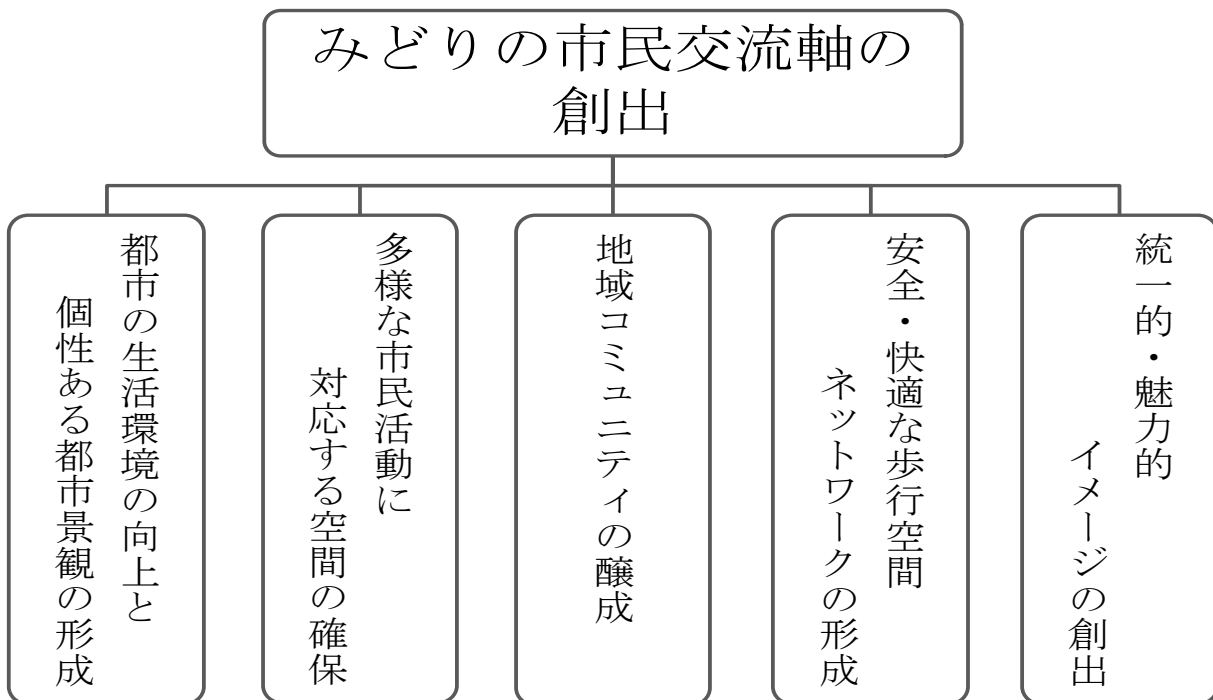 みどりの市民交流軸の
創出
都市の生活環境の向上と
個性ある都市景観の形成
多様な市民活動に
対応する空間の確保
地域コミュニティの醸成
安全・快適な歩行空間
ネットワークの形成
統一的・魅力的
イメージの創出